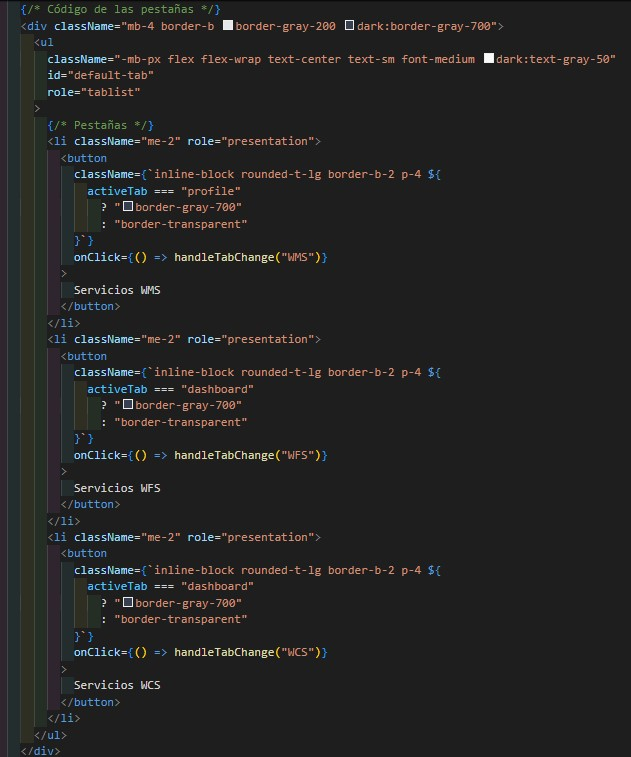 {/* Código de las pestañas */}
<div className="mb-4 border-b border-gray-200 dark:border-gray-700">
<ul
className="-mb-px flex flex-wrap text-center text-sm font-medium dark:text-gray-50"
id="default-tab"
role="tablist"
>
{/* Pestañas */}
<li className="me-2" role="presentation">
<button
className={`inline-block rounded-t-lg border-b-2 p-4 ${
activeTab === "profile"
? "border-gray-700"
: "border-transparent"
}`}
onClick={() => handleTabChange("WMS")}
>
Servicios WMS
</button>
</li>
<li className="me-2" role="presentation">
<button
className={`inline-block rounded-t-lg border-b-2 p-4 ${
activeTab === "dashboard"
? "border-gray-700"
: "border-transparent"
}`}
onClick={() => handleTabChange("WFS")}
>
Servicios WFS
</button>
</li>
<li className="me-2" role="presentation">
<button
className={`inline-block rounded-t-lg border-b-2 p-4 ${
activeTab === "dashboard"
? "border-gray-700"
: "border-transparent"
}`}
onClick={() => handleTabChange("WCS")}
>
Servicios WCS
</button>
</li>
</ul>
</div>